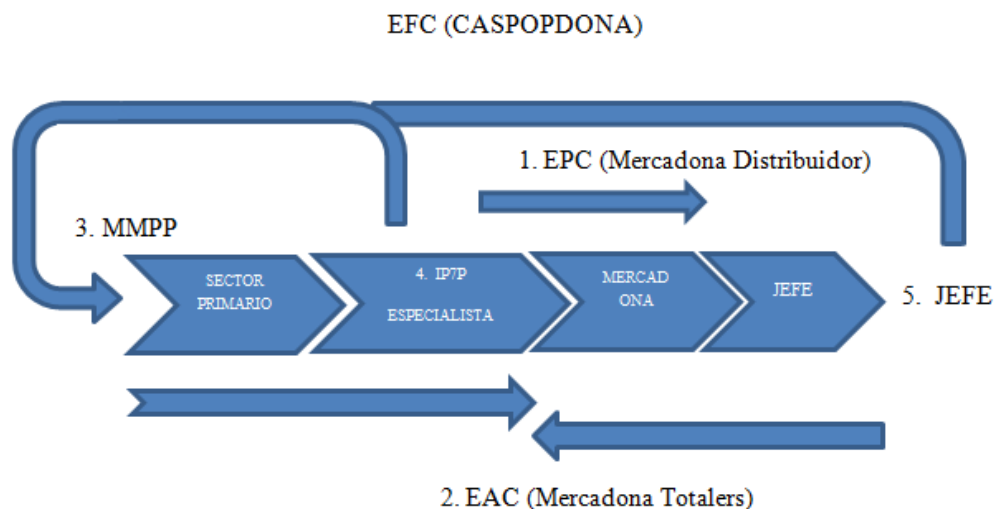 EFC (CASPOPDONA)
1. EPC (Mercadona Distribuidor)
3. MMPP
SECTOR
PRIMARIO
4. IP7P
ESPECIALISTA
MERCAD
ONA
JEFE
5. JEFE
2. EAC (Mercadona Totalers)